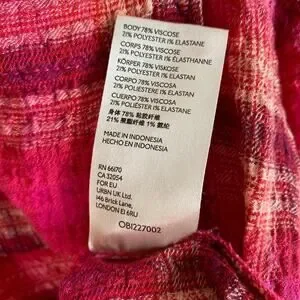 BODY 78% VISCOSE
21% POLYESTER 1% ELASTANE
CORPS 78% VISCOSE
21% POLYESTER 1% ÉLASTHANNE
KÖRPER 78% VISKOSE
21% POLYESTER 1% ELASTAN
CORPO 78% VISCOSA
21% POLIESTERE 1% ELASTAN
CUERPO 78% VISCOSA
21% POLIÉSTER 1% ELASTANO
身体 78% 粘胶纤维
21% 聚酯纤维 1% 氨纶
MADE IN INDONESIA
HECHO EN INDONESIA
RN 66170
CA 32054
FOR EU
URBN UK Ltd.
146 Brick Lane,
LONDON E1 6RU
OB1227002